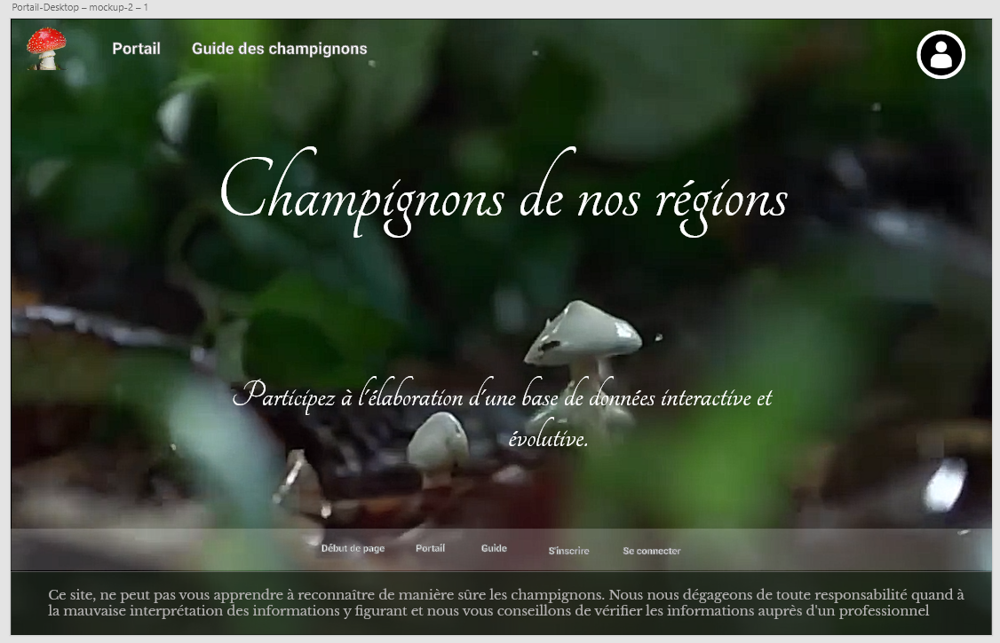 Portail-Desktop – mockup-2 – 1
Portail Guide des champignons
Champignons de nos régions
Participez à l'élaboration d'une base de données interactive et
évolutive.
Début de page Portail Guide S'inscrire Se connecter
Ce site, ne peut pas vous apprendre à reconnaître de manière sûre les champignons. Nous nous dégageons de toute responsabilité quand à
la mauvaise interprétation des informations y figurant et nous vous conseillons de vérifier les informations auprès d'un professionnel